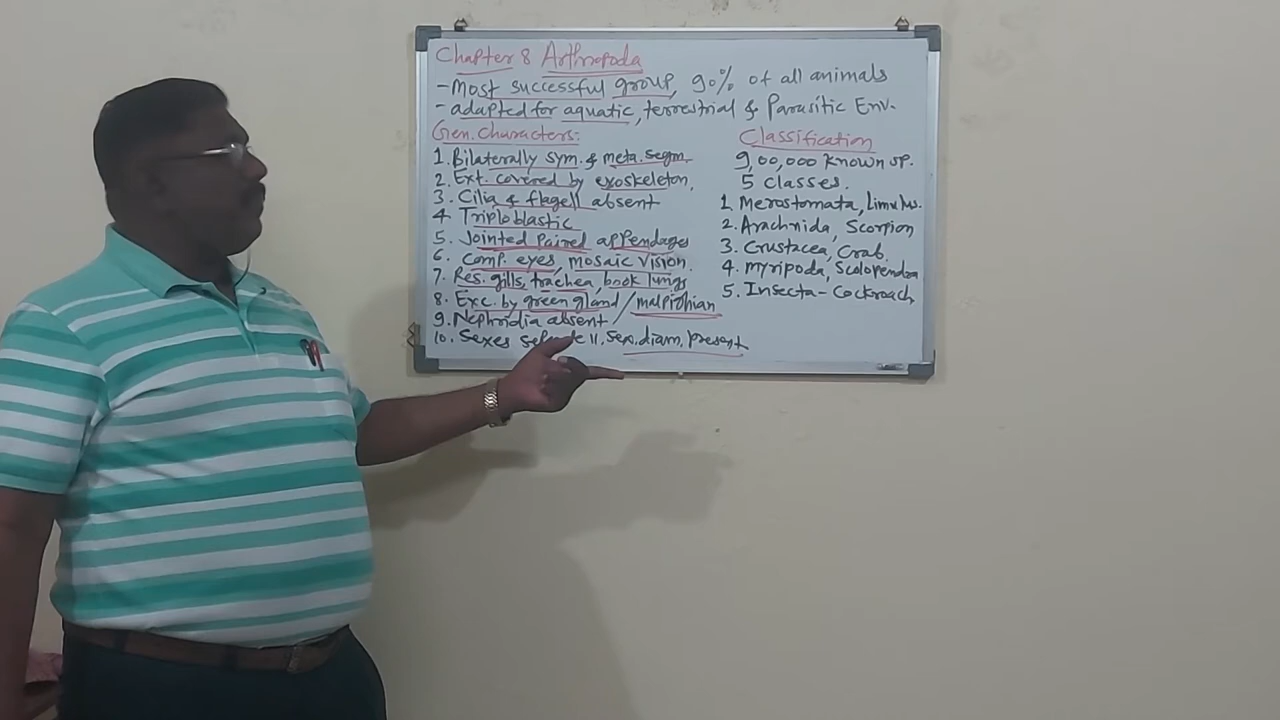 Chapter 8 Arthropoda
- Most successful group, 90% of all animals
- adapted for aquatic, terrestrial & Parasitic Env.
Gen. Characters:
1. Bilaterally sym. & meta. segm.
2. Ext. covered by exoskeleton,
3. Cilia & flagell absent
4 Triploblastic
5. Jointed Paired appendages
6. Comp. eyes, mosaic vision.
7. Res. gills, trachea, book lungs
8. Exc. by green gland / malpighian
9. Nephridia absent
10. Sexes 11. Sex. diam. Present
Classification
9,00,000 known sp.
5 classes.
1 Merostomata, Limulus.
2. Arachnida, Scorpion
3. Crustacea, Crab.
4. myripoda, Scolopendra
5. Insecta - Cockroach